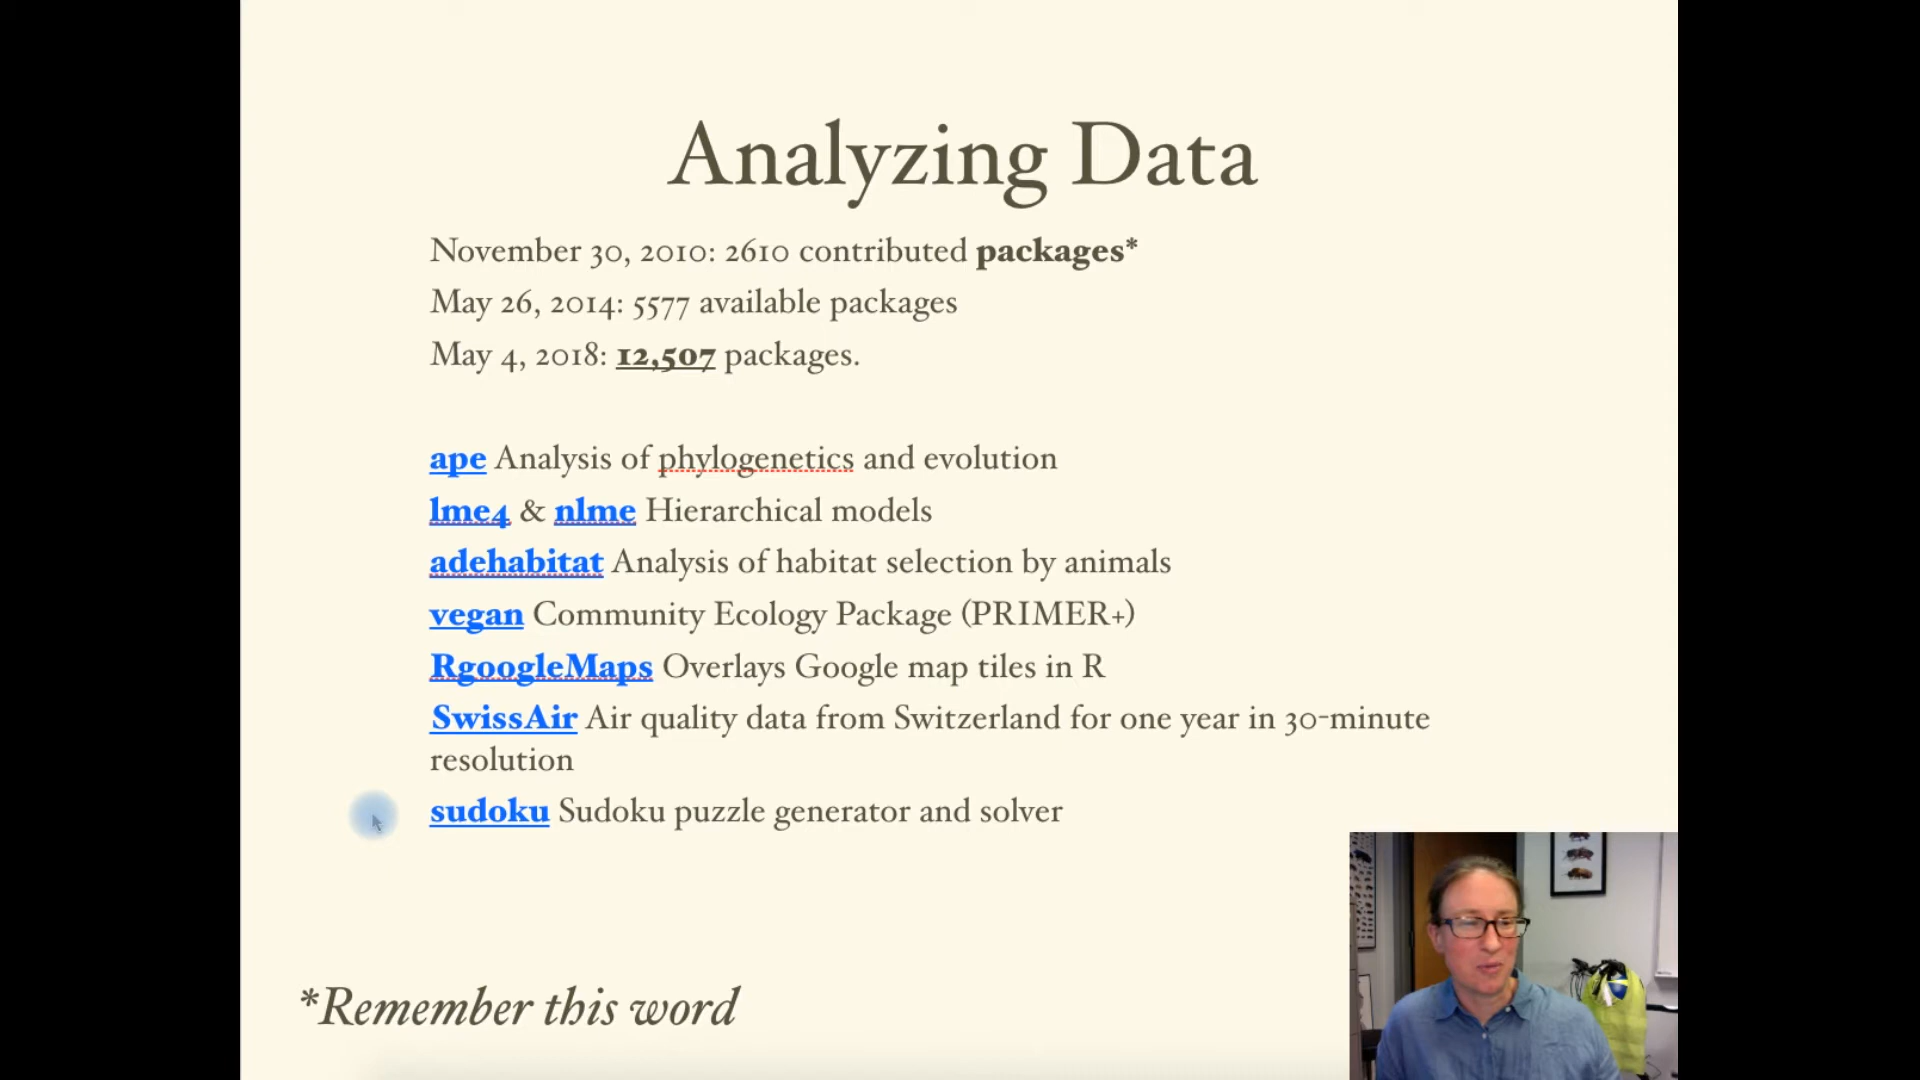 Analyzing Data
November 30, 2010: 2610 contributed packages*
May 26, 2014: 5577 available packages
May 4, 2018: 12,507 packages.
ape Analysis of phylogenetics and evolution
lme4 & nlme Hierarchical models
adehabitat Analysis of habitat selection by animals
vegan Community Ecology Package (PRIMER+)
RgoogleMaps Overlays Google map tiles in R
SwissAir Air quality data from Switzerland for one year in 30-minute
resolution
sudoku Sudoku puzzle generator and solver
*Remember this word